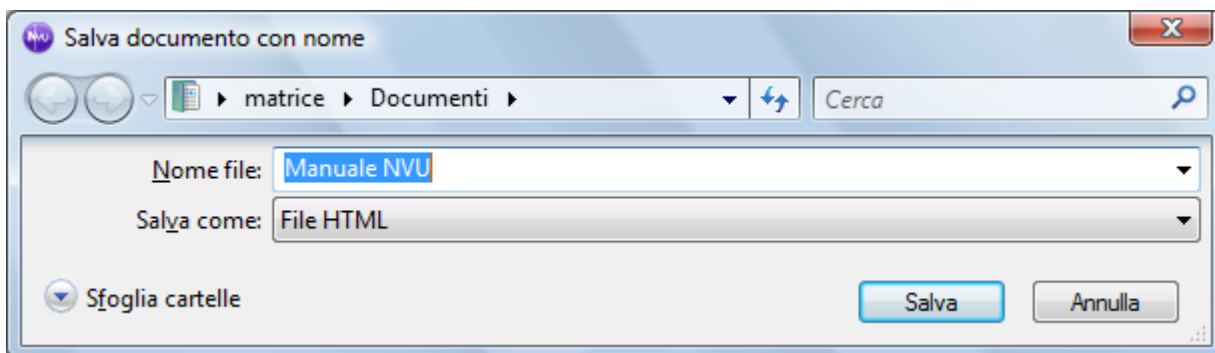 Nvu Salva documento con nome
matrice Documenti Cerca
Nome file: Manuale NVU
Salva come: File HTML
Sfoglia cartelle Salva Annulla